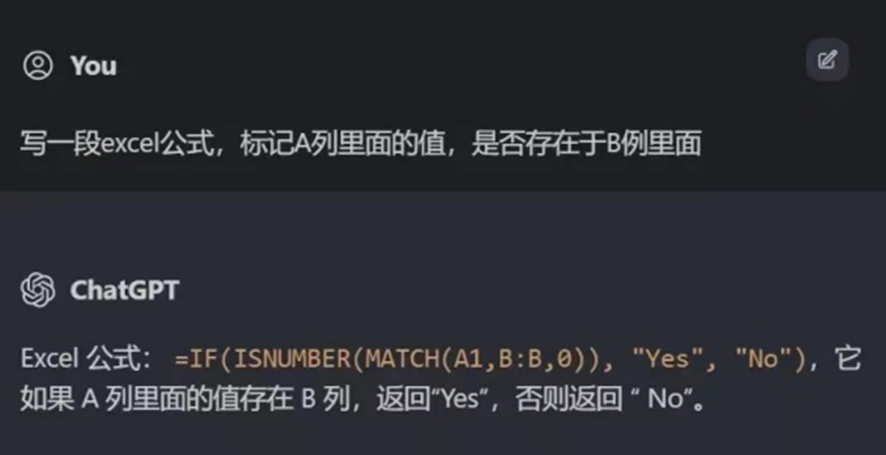 You
写一段excel公式，标记A列里面的值，是否存在于B例里面
ChatGPT
Excel 公式： =IF(ISNUMBER(MATCH(A1,B:B,0)), "Yes", "No")，它
如果 A 列里面的值存在 B 列，返回“Yes”，否则返回 “ No”。